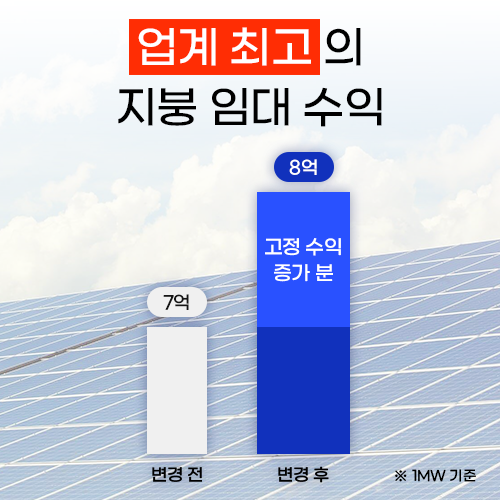 업계 최고의
지붕 임대 수익
8억
고정 수익
증가 분
7억
변경 전
변경 후
※ 1MW 기준